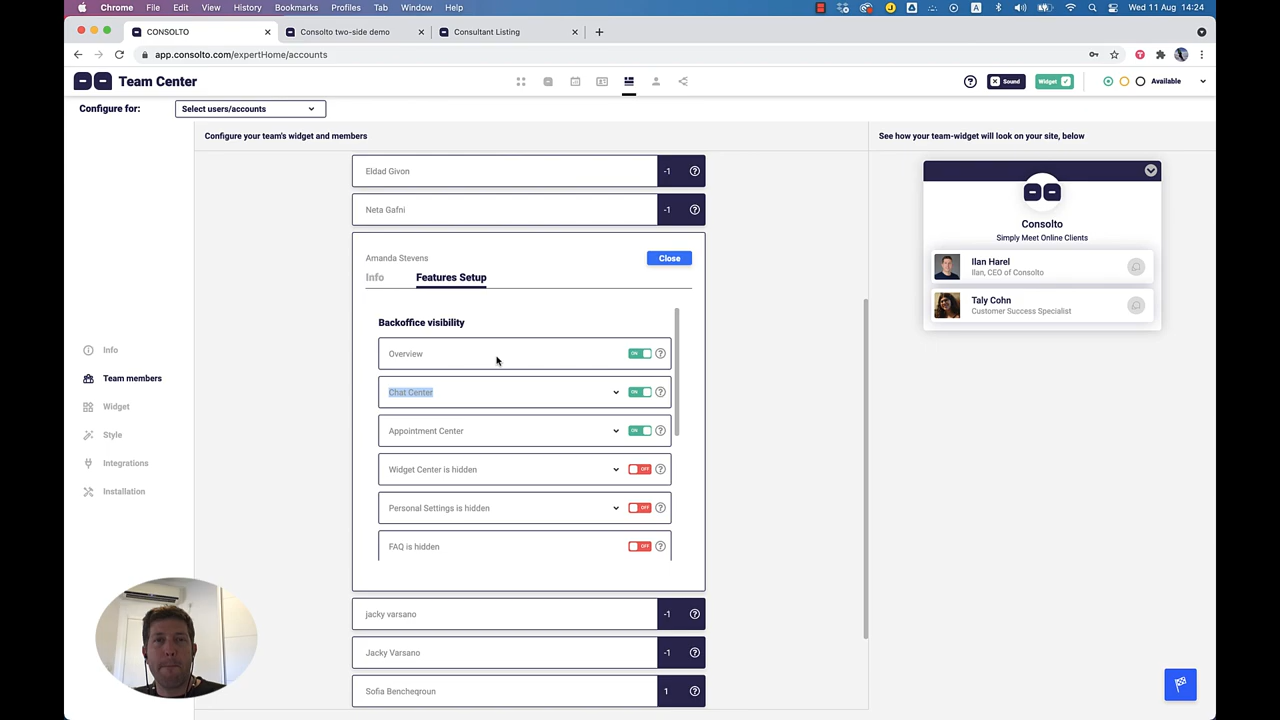 Chrome File Edit View History Bookmarks Profiles Tab Window Help Wed 11 Aug 14:24
CONSOLTO Consolto two-side demo Consultant Listing
app.consolto.com/expertHome/accounts
Team Center Sound Widget Available
Configure for: Select users/accounts
Configure your team's widget and members
See how your team-widget will look on your site, below
Eldad Givon -1
Neta Gafni -1
Amanda Stevens Close
Info Features Setup
Backoffice visibility
Overview ON
Chat Center ON
Appointment Center ON
Widget Center is hidden OFF
Personal Settings is hidden OFF
FAQ is hidden OFF
jacky varsano -1
Jacky Varsano -1
Sofia Bencheqroun 1
Info
Team members
Widget
Style
Integrations
Installation
Consolto
Simply Meet Online Clients
Ilan Harel
Ilan, CEO of Consolto
Taly Cohn
Customer Success Specialist